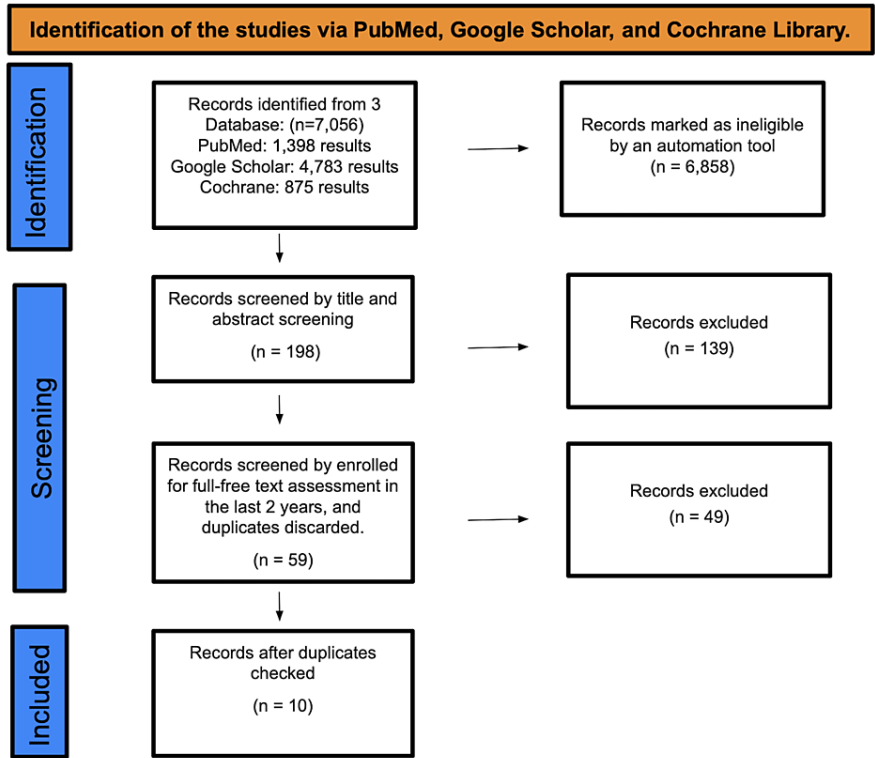 Identification of the studies via PubMed, Google Scholar, and Cochrane Library.
Identification
Records identified from 3
Database: (n=7,056)
PubMed: 1,398 results
Google Scholar: 4,783 results
Cochrane: 875 results
Records marked as ineligible
by an automation tool
(n = 6,858)
Screening
Records screened by title and
abstract screening
(n = 198)
Records excluded
(n = 139)
Records screened by enrolled
for full-free text assessment in
the last 2 years, and
duplicates discarded.
(n = 59)
Records excluded
(n = 49)
Included
Records after duplicates
checked
(n = 10)